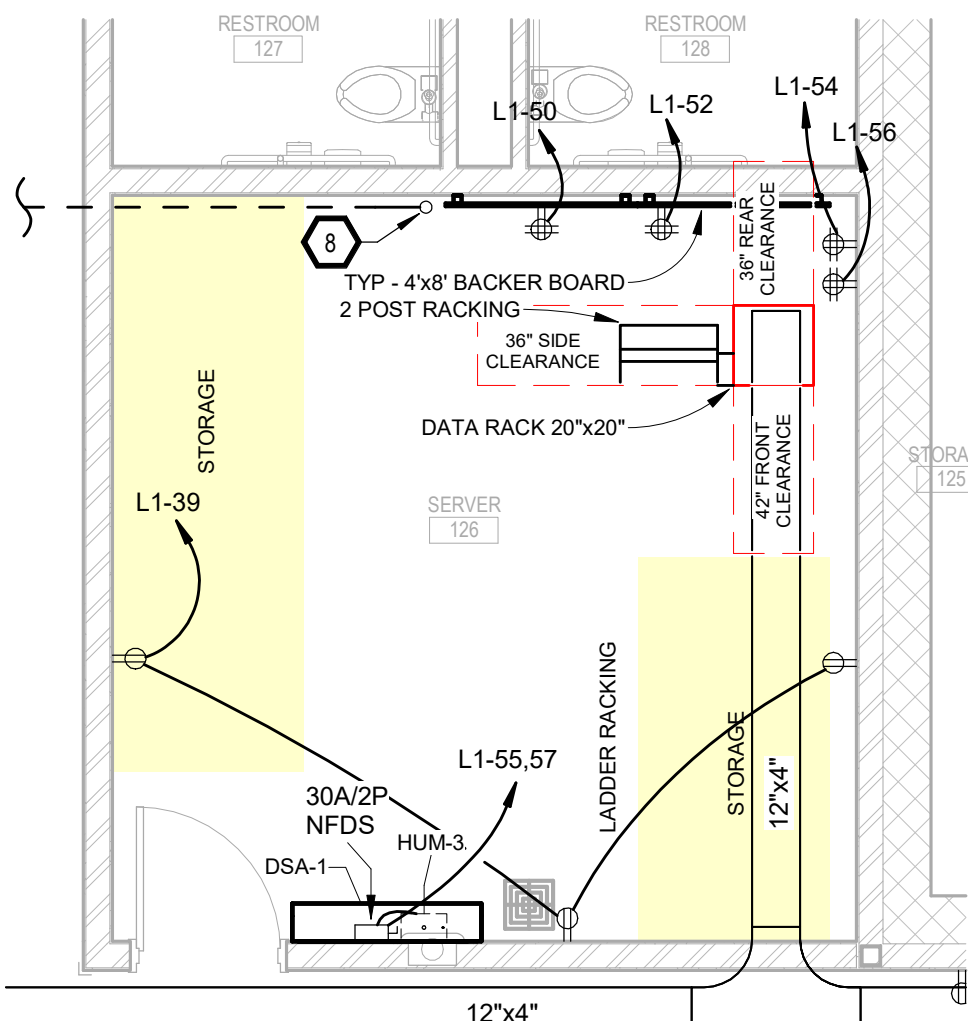 RESTROOM
127
RESTROOM
128
L1-50
L1-52
L1-54
L1-56
8
36" REAR
CLEARANCE
TYP - 4'x8' BACKER BOARD
2 POST RACKING
36" SIDE
CLEARANCE
STORAGE
DATA RACK 20"x20"
42" FRONT
CLEARANCE
STORA
125
L1-39
SERVER
126
LADDER RACKING
STORAGE
12"x4"
L1-55,57
30A/2P
NFDS
HUM-3
DSA-1
12"x4"